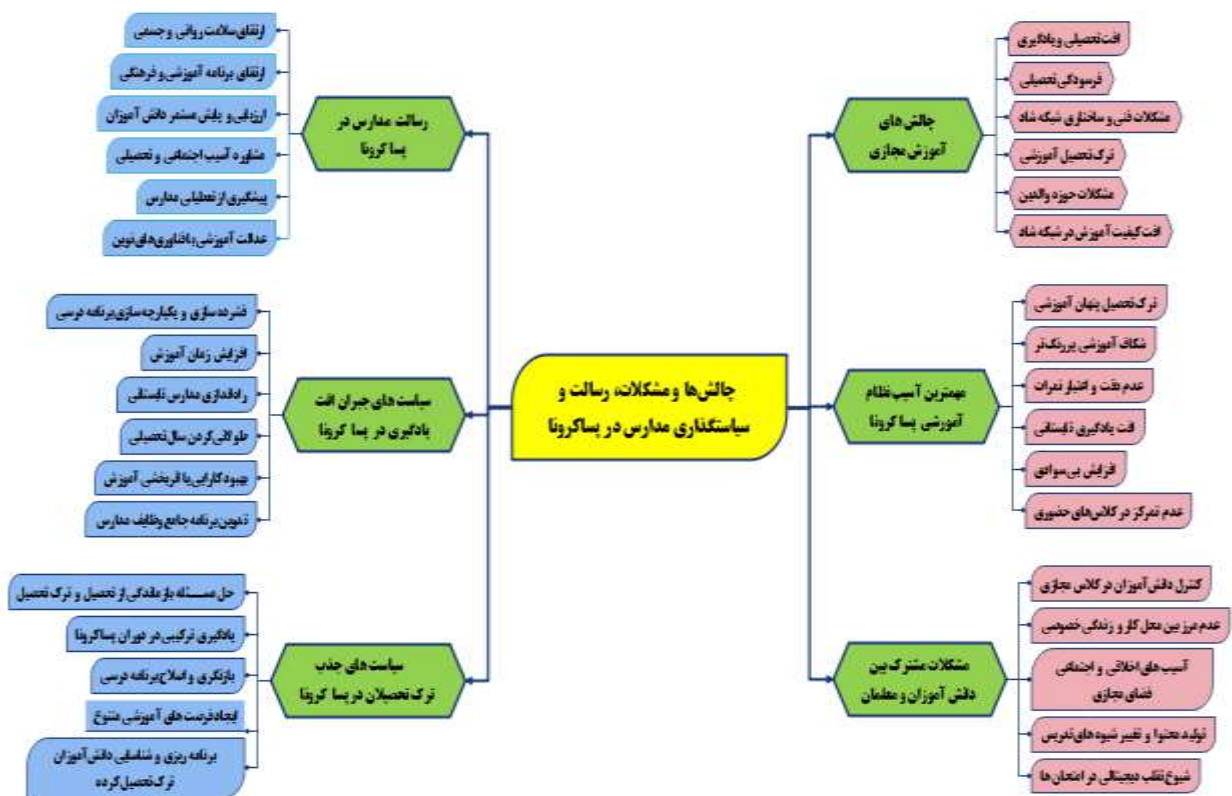 چالش‌ها و مشکلات، رسالت و
سیاستگذاری مدارس در پساکرونا
چالش‌های
آموزش مجازی
افت تحصیلی و یادگیری
فرسودگی تحصیلی
مشکلات فنی و ساختاری شبکه شاد
ترک تحصیل آموزشی
مشکلات حوزه والدین
افت کیفیت آموزش در شبکه شاد
مهمترین آسیب نظام
آموزشی پسا کرونا
ترک تحصیل پنهان آموزشی
شکاف آموزشی پررنگ‌تر
عدم دقت و اعتبار نمرات
افت یادگیری تابستانی
افزایش بی‌سوادی
عدم تمرکز در کلاس‌های حضوری
مشکلات مشترک بین
دانش آموزان و معلمان
کنترل دانش آموزان در کلاس مجازی
عدم مرز بین محل کار و زندگی خصوصی
آسیب‌های اخلاقی و اجتماعی
فضای مجازی
تولید محتوا و تغییر شیوه‌های تدریس
شیوع تقلب دیجیتالی در امتحان‌ها
رسالت مدارس در
پسا کرونا
ارتقای سلامت روانی و جسمی
ارتقای برنامه آموزشی و فرهنگی
ارزیابی و پایش مستمر دانش آموزان
مشاوره آسیب اجتماعی و تحصیلی
پیشگیری از تعطیلی مدارس
عدالت آموزشی با فناوری‌های نوین
سیاست‌های جبران افت
یادگیری در پسا کرونا
فشرده سازی و یکپارچه سازی برنامه درسی
افزایش زمان آموزش
راه‌اندازی مدارس تابستانی
طولانی کردن سال تحصیلی
بهبود کارایی یا اثربخشی آموزش
تدوین برنامه جامع وظایف مدارس
سیاست‌های جذب
ترک تحصیلان در پسا کرونا
حل مسئله بازماندگی از تحصیل و ترک تحصیل
یادگیری ترکیبی در دوران پساکرونا
بازنگری و اصلاح برنامه درسی
ایجاد فرصت های آموزشی متنوع
برنامه ریزی و شناسایی دانش آموزان
ترک تحصیل کرده